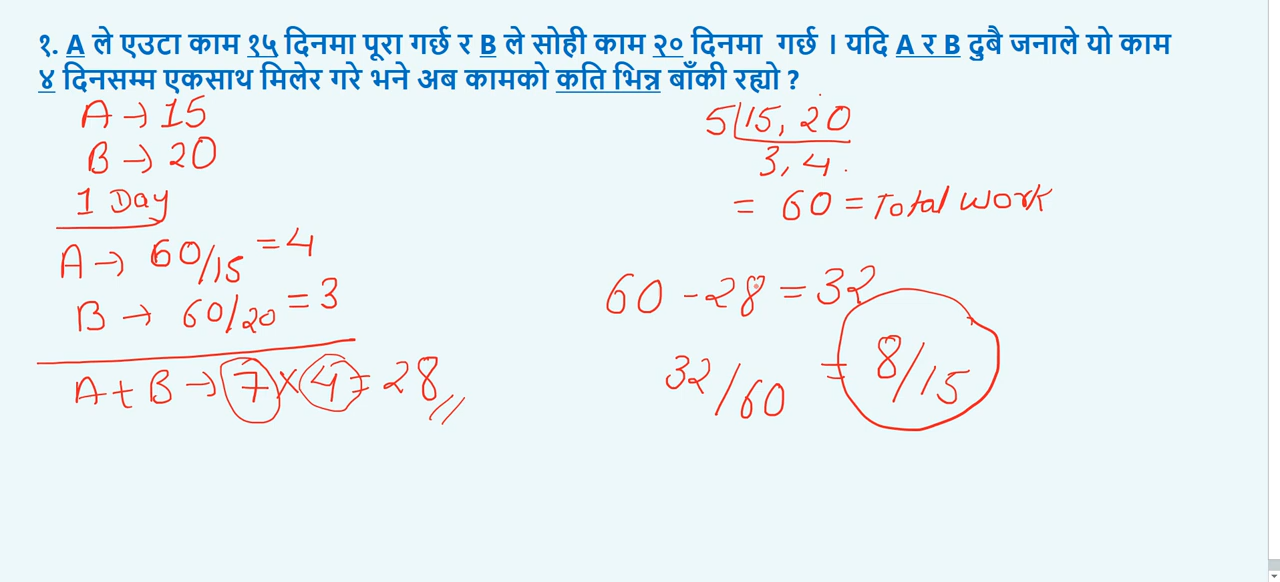 १. A ले एउटा काम १५ दिनमा पूरा गर्छ र B ले सोही काम २० दिनमा गर्छ । यदि A र B दुबै जनाले यो काम
४ दिनसम्म एकसाथ मिलेर गरे भने अब कामको कति भिन्न बाँकी रह्यो ?
A → 15
B → 20
1 Day
A → 60/15 = 4
B → 60/20 = 3
A + B → 7 × 4 = 28
5 15, 20
3, 4
= 60 = Total Work
60 - 28 = 32
32/60 = 8/15